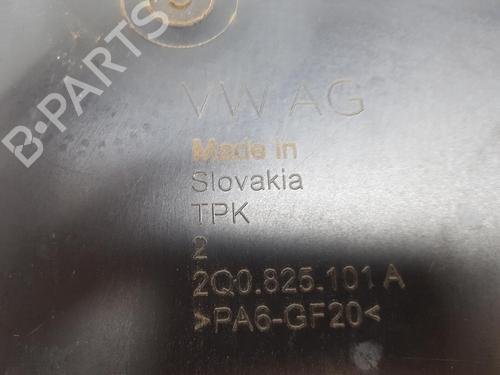 B-PARTS
VW AG
Made in
Slovakia
TPK
2
2Q0.825.101 A
>PA6-GF20<